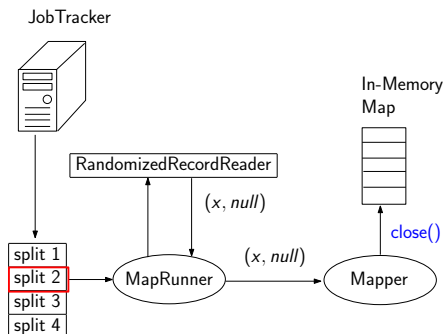 JobTracker
In-Memory
Map
RandomizedRecordReader
(x, null)
close()
split 1
(x, null)
split 2
MapRunner
Mapper
split 3
split 4